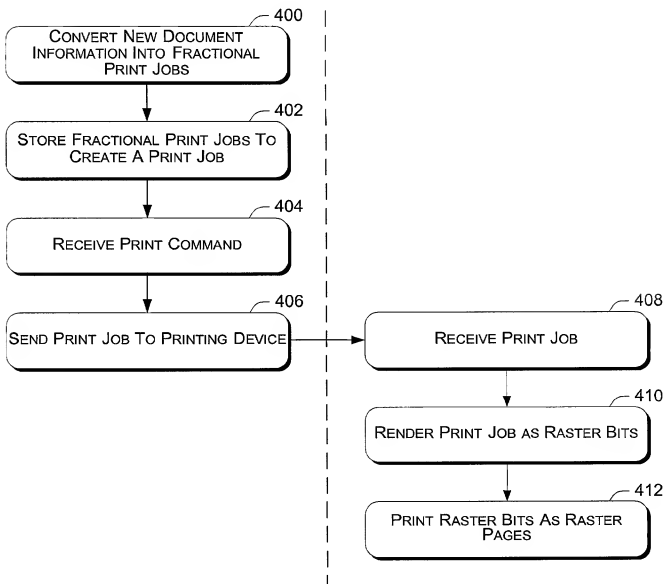 400
CONVERT NEW DOCUMENT
INFORMATION INTO FRACTIONAL
PRINT JOBS
402
STORE FRACTIONAL PRINT JOBS TO
CREATE A PRINT JOB
404
RECEIVE PRINT COMMAND
406
SEND PRINT JOB TO PRINTING DEVICE
408
RECEIVE PRINT JOB
410
RENDER PRINT JOB AS RASTER BITS
412
PRINT RASTER BITS AS RASTER
PAGES